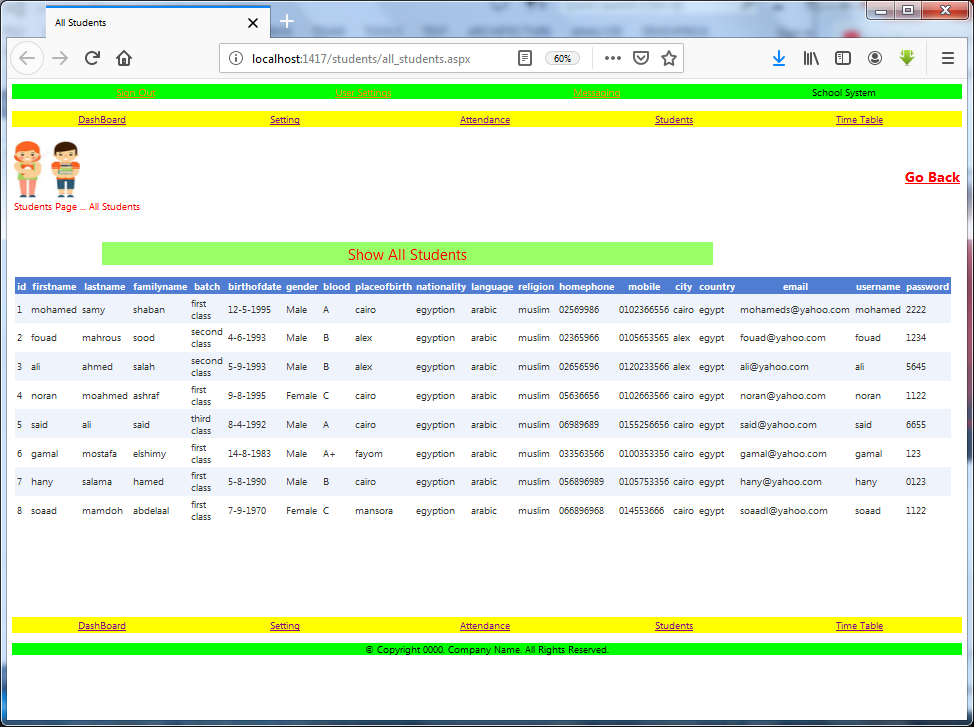 All Students
localhost:1417/students/all_students.aspx 60%
Sign Out User Settings Messaging School System
DashBoard Setting Attendance Students Time Table
Go Back
Students Page ... All Students
Show All Students
id firstname lastname familyname batch birthofdate gender blood placeofbirth nationality language religion homephone mobile city country email username password
1 mohamed samy shaban first class 12-5-1995 Male A cairo egyption arabic muslim 02569986 0102366556 cairo egypt mohameds@yahoo.com mohamed 2222
2 fouad mahrous sood second class 4-6-1993 Male B alex egyption arabic muslim 02365966 0105653565 alex egypt fouad@yahoo.com fouad 1234
3 ali ahmed salah second class 5-9-1993 Male B alex egyption arabic muslim 02656596 0120233566 alex egypt ali@yahoo.com ali 5645
4 noran moahmed ashraf first class 9-8-1995 Female C cairo egyption arabic muslim 05636656 0102663566 cairo egypt noran@yahoo.com noran 1122
5 said ali said third class 8-4-1992 Male A cairo egyption arabic muslim 06989689 0155256656 cairo egypt said@yahoo.com said 6655
6 gamal mostafa elshimy first class 14-8-1983 Male A+ fayom egyption arabic muslim 033563566 0100353356 cairo egypt gamal@yahoo.com gamal 123
7 hany salama hamed first class 5-8-1990 Male B cairo egyption arabic muslim 056896989 0105753356 cairo egypt hany@yahoo.com hany 0123
8 soaad mamdoh abdelaal first class 7-9-1970 Female C mansora egyption arabic muslim 066896968 014553666 cairo egypt soaadl@yahoo.com soaad 1122
DashBoard Setting Attendance Students Time Table
© Copyright 0000. Company Name. All Rights Reserved.